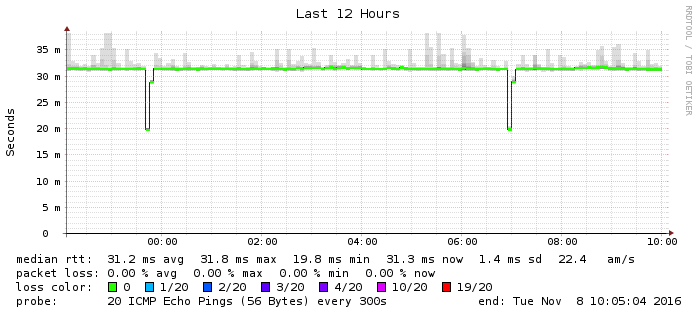 Last 12 Hours
RRDTOOL / TOBI OETIKER
Seconds
35 m
30 m
25 m
20 m
15 m
10 m
5 m
0
00:00 02:00 04:00 06:00 08:00 10:00
median rtt: 31.2 ms avg 31.8 ms max 19.8 ms min 31.3 ms now 1.4 ms sd 22.4 am/s
packet loss: 0.00 % avg 0.00 % max 0.00 % min 0.00 % now
loss color: 0 1/20 2/20 3/20 4/20 10/20 19/20
probe: 20 ICMP Echo Pings (56 Bytes) every 300s end: Tue Nov 8 10:05:04 2016